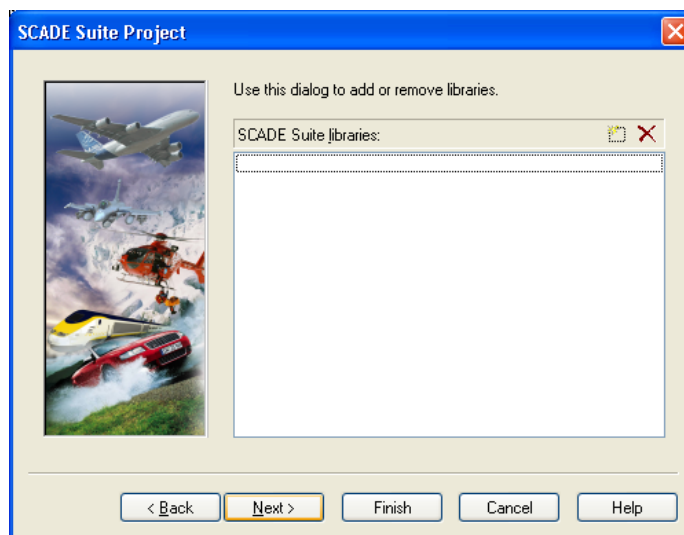 SCADE Suite Project
Use this dialog to add or remove libraries.
SCADE Suite libraries:
< Back
Next >
Finish
Cancel
Help